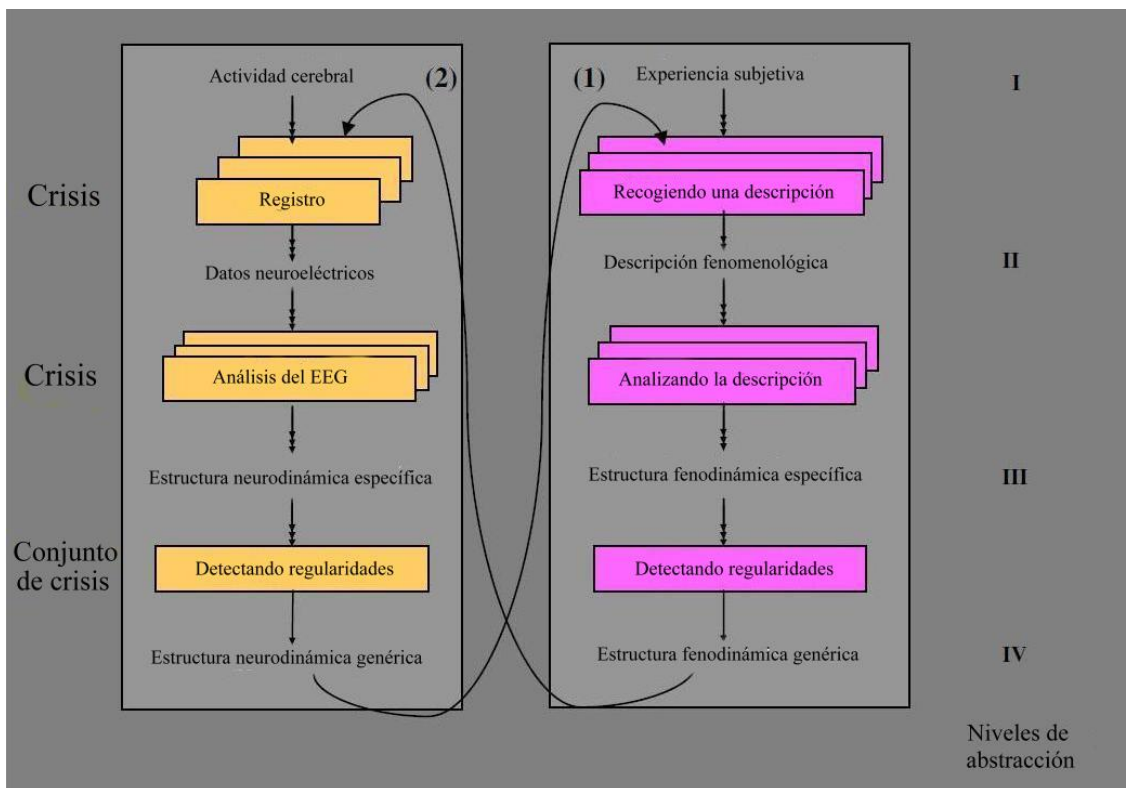 Actividad cerebral
(2)
(1)
Experiencia subjetiva
I
Crisis
Registro
Recogiendo una descripción
Datos neuroeléctricos
Descripción fenomenológica
II
Crisis
Análisis del EEG
Analizando la descripción
Estructura neurodinámica específica
Estructura fenodinámica específica
III
Conjunto
de crisis
Detectando regularidades
Detectando regularidades
Estructura neurodinámica genérica
Estructura fenodinámica genérica
IV
Niveles de
abstracción